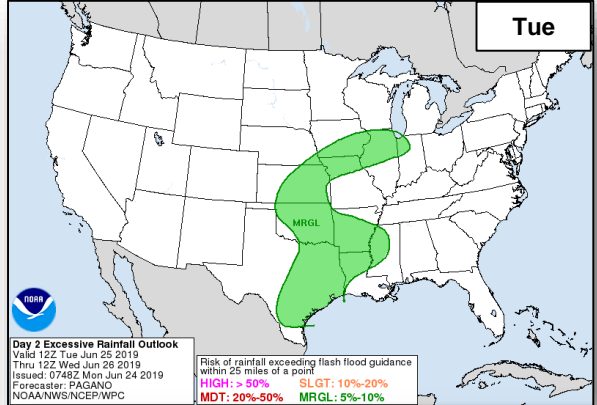 Tue
MRGL
NOAA
Day 2 Excessive Rainfall Outlook
Valid 12Z Tue Jun 25 2019
Thru 12Z Wed Jun 26 2019
Issued: 0748Z Mon Jun 24 2019
Forecaster: PAGANO
NOAA/NWS/NCEP/WPC
Risk of rainfall exceeding flash flood guidance
within 25 miles of a point
HIGH: > 50% SLGT: 10%-20%
MDT: 20%-50% MRGL: 5%-10%